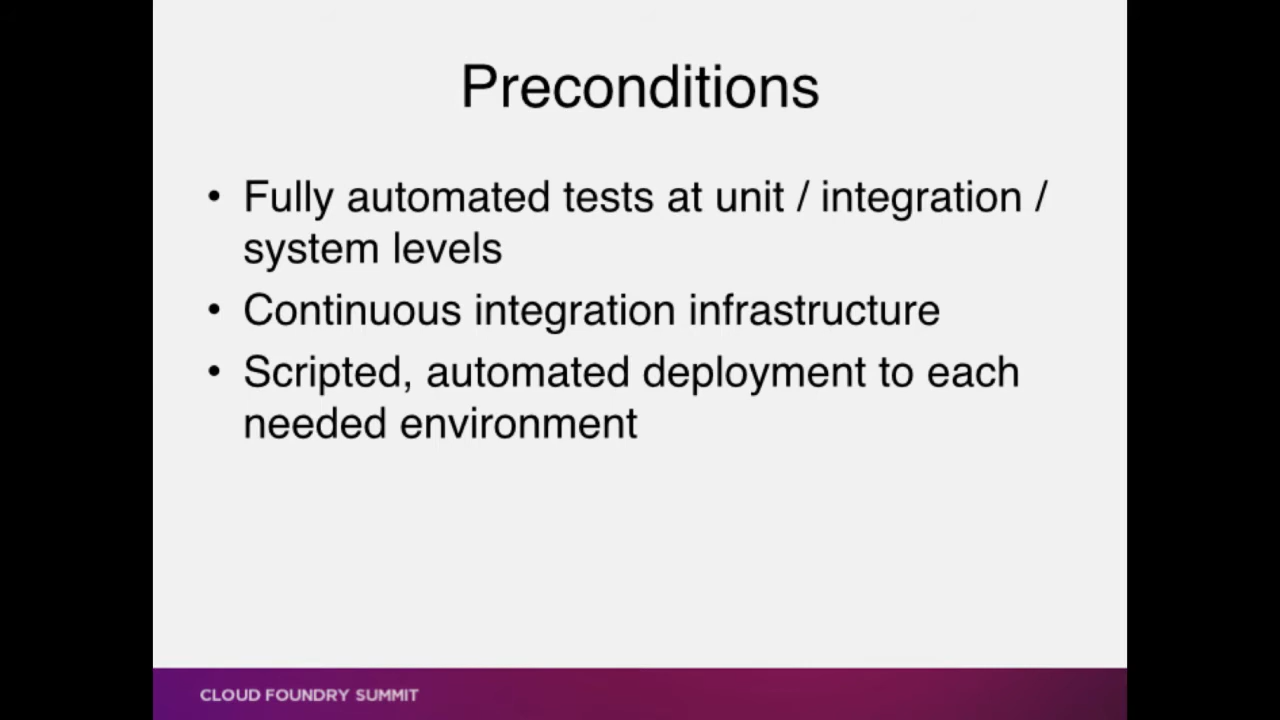 Preconditions
• Fully automated tests at unit / integration /
system levels
• Continuous integration infrastructure
• Scripted, automated deployment to each
needed environment
CLOUD FOUNDRY SUMMIT